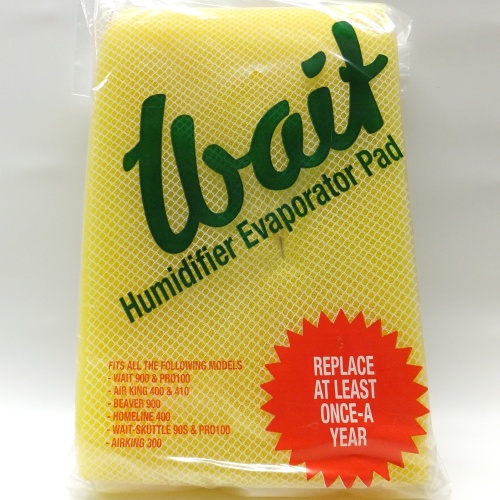 Wait
Humidifier Evaporator Pad
FITS ALL THE FOLLOWING MODELS
- WAIT 900 & PRO100
- AIR KING 400 & 410
- BEAVER 900
- HOMELINE 400
- WAIT-SKUTTLE 90S & PRO100
- AIRKING 300
REPLACE
AT LEAST
ONCE-A
YEAR